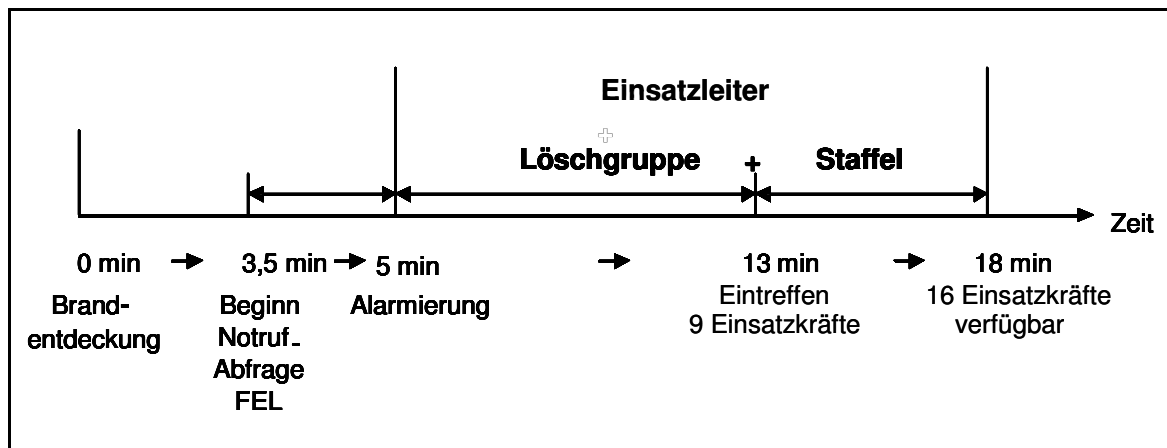 Einsatzleiter
Löschgruppe + Staffel
Zeit
0 min 3,5 min 5 min 13 min 18 min
Brand-
entdeckung
Beginn
Notruf-
Abfrage
FEL
Alarmierung
Eintreffen
9 Einsatzkräfte
16 Einsatzkräfte
verfügbar